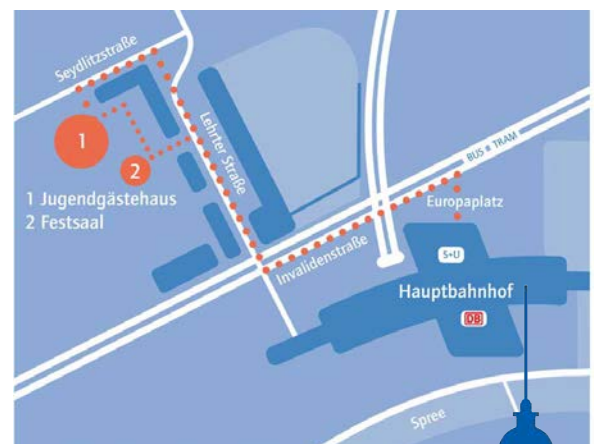 Seydlitzstraße
1
2
1 Jugendgästehaus
2 Festsaal
Lehrter Straße
BUS & TRAM
Europaplatz
Invalidenstraße
S+U
Hauptbahnhof
DB
Spree